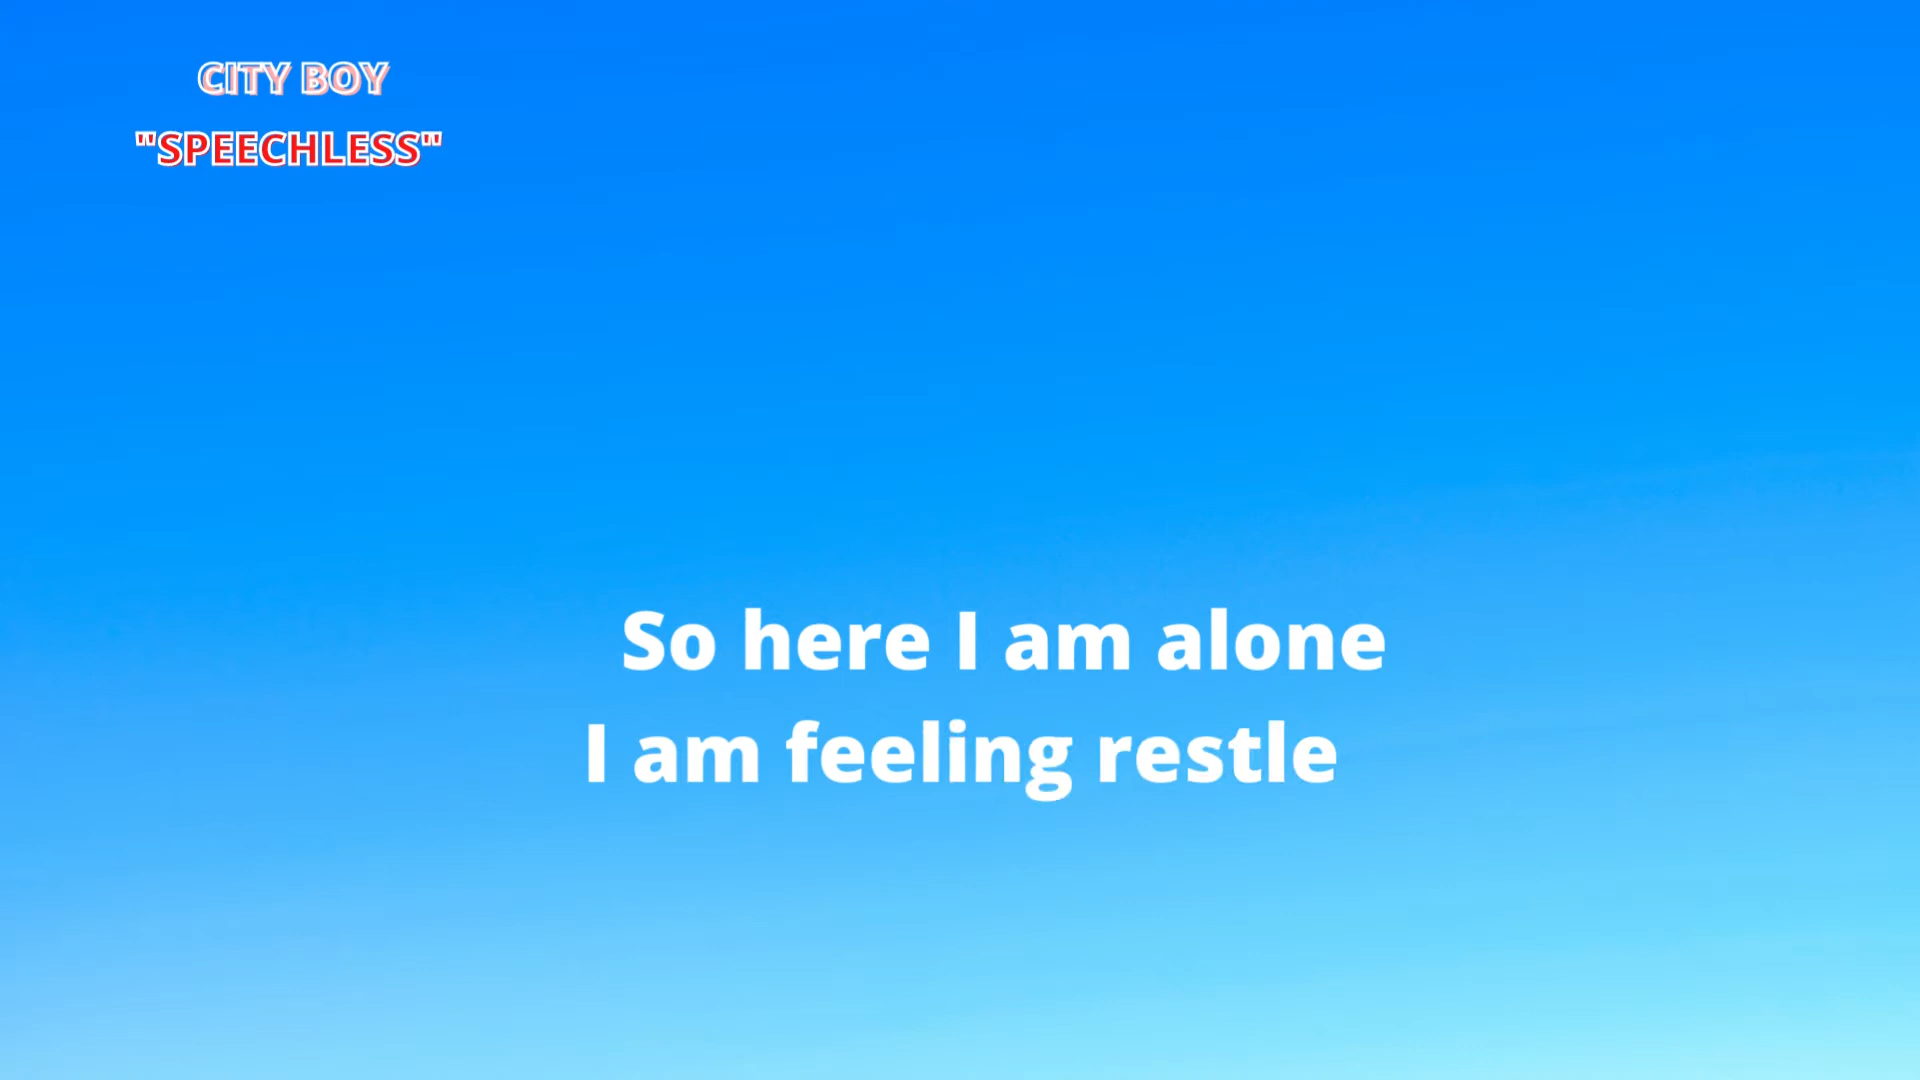 CITY BOY
"SPEECHLESS"
So here I am alone
I am feeling restle